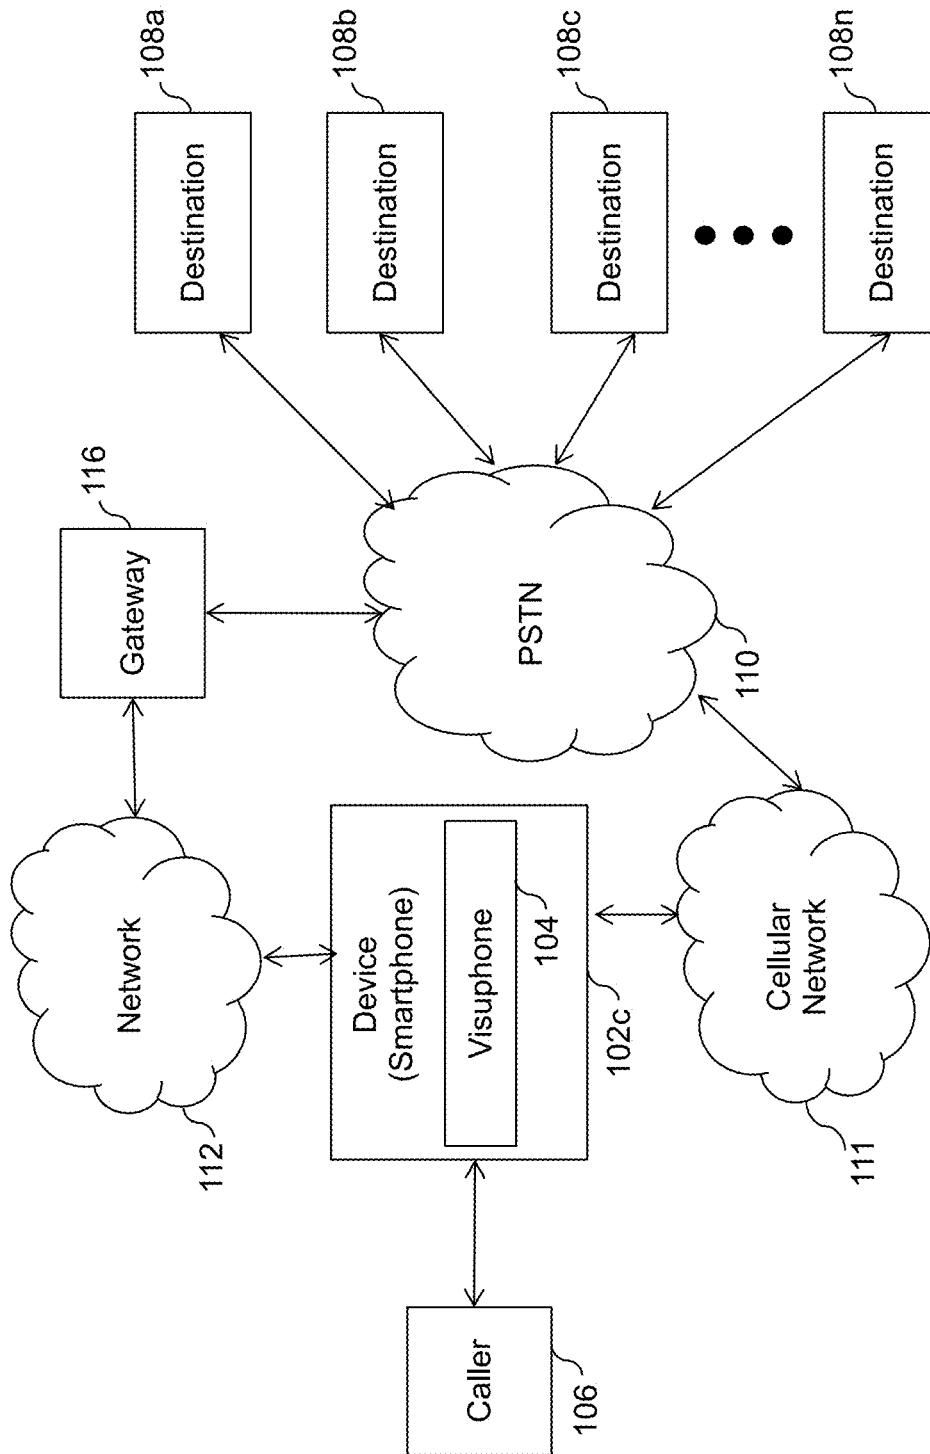 Caller
106
Device
(Smartphone)
Visuphone
104
102c
Network
112
Cellular
Network
111
Gateway
116
PSTN
110
Destination
108a
Destination
108b
Destination
108c
Destination
108n